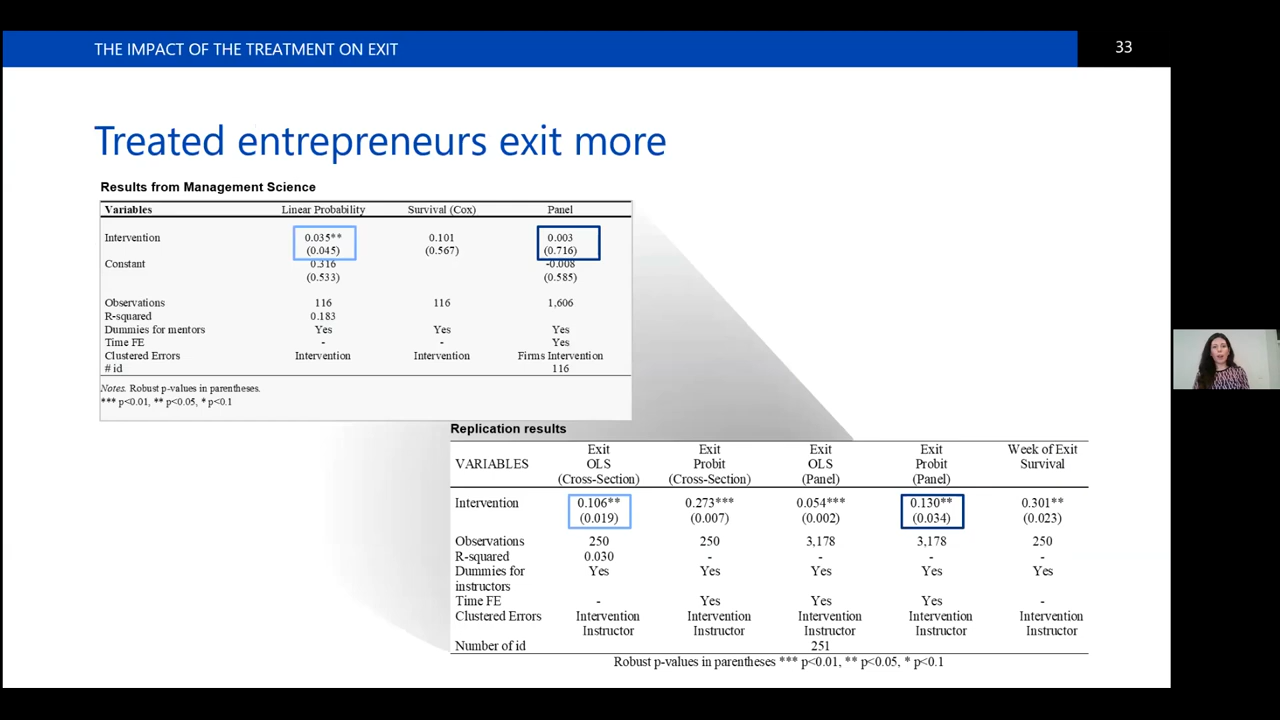 THE IMPACT OF THE TREATMENT ON EXIT
33
Treated entrepreneurs exit more
Results from Management Science
Variables Linear Probability Survival (Cox) Panel
Intervention 0.035** 0.101 0.003
(0.045) (0.567) (0.716)
Constant 0.316 -0.008
(0.533) (0.585)
Observations 116 116 1,606
R-squared 0.183
Dummies for mentors Yes Yes Yes
Time FE - - Yes
Clustered Errors Intervention Intervention Firms Intervention
# id 116
Notes. Robust p-values in parentheses.
*** p<0.01, ** p<0.05, * p<0.1
Replication results
Exit Exit Exit Exit Week of Exit
VARIABLES OLS Probit OLS Probit Survival
(Cross-Section) (Cross-Section) (Panel) (Panel)
Intervention 0.106** 0.273*** 0.054*** 0.130** 0.301**
(0.019) (0.007) (0.002) (0.034) (0.023)
Observations 250 250 3,178 3,178 250
R-squared 0.030 - - - -
Dummies for Yes Yes Yes Yes Yes
instructors
Time FE - Yes Yes Yes -
Clustered Errors Intervention Intervention Intervention Intervention Intervention
Instructor Instructor Instructor Instructor Instructor
Number of id 251
Robust p-values in parentheses *** p<0.01, ** p<0.05, * p<0.1